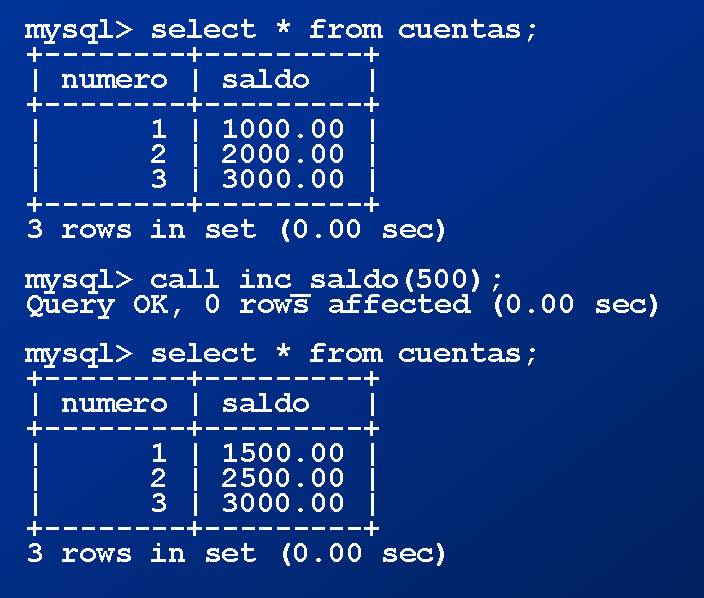 mysql> select * from cuentas;
+--------+---------+
| numero | saldo   |
+--------+---------+
|      1 | 1000.00 |
|      2 | 2000.00 |
|      3 | 3000.00 |
+--------+---------+
3 rows in set (0.00 sec)
mysql> call inc_saldo(500);
Query OK, 0 rows affected (0.00 sec)
mysql> select * from cuentas;
+--------+---------+
| numero | saldo   |
+--------+---------+
|      1 | 1500.00 |
|      2 | 2500.00 |
|      3 | 3000.00 |
+--------+---------+
3 rows in set (0.00 sec)